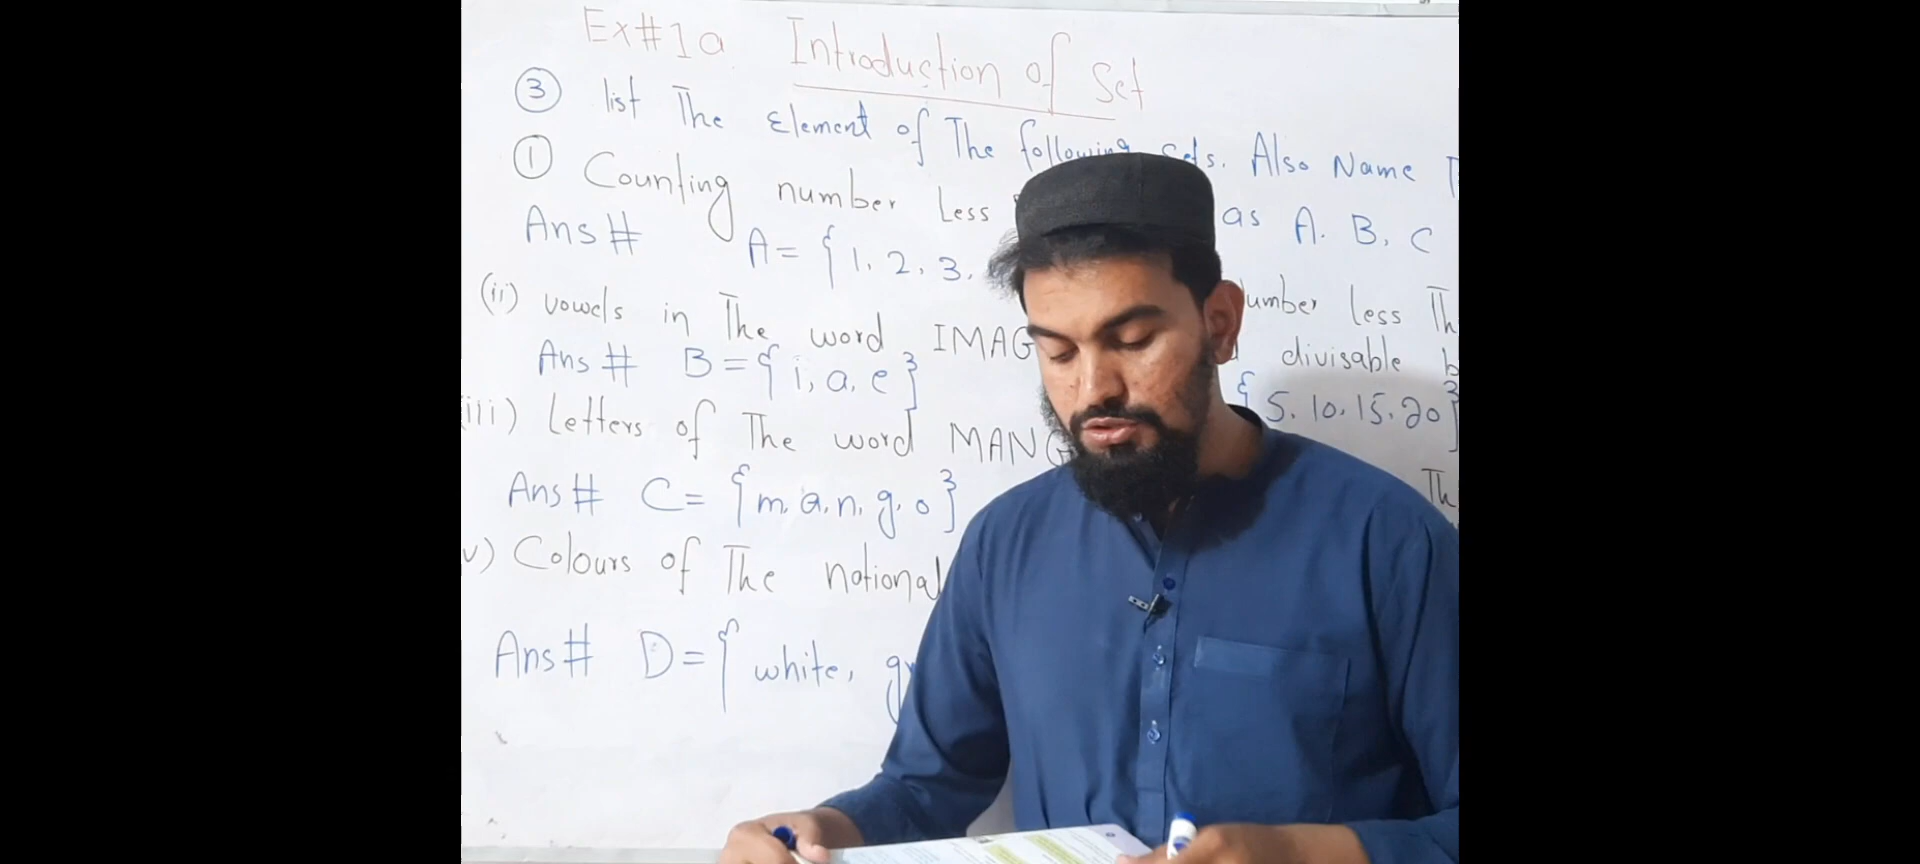 Ex#1a Introduction of Set
③ list The Element of The following Sets. Also Name
① Counting number Less as A. B, C
Ans# A= { 1, 2, 3,
(ii) vowels in The word IMAG
Ans# B={ i, a, e }
(iii) Letters of The word MANG
Ans# C= { m, a, n, g, o }
v) Colours of The national
Ans# D={ white,
umber less Th
divisable b
{ 5, 10, 15, 20 }
Th